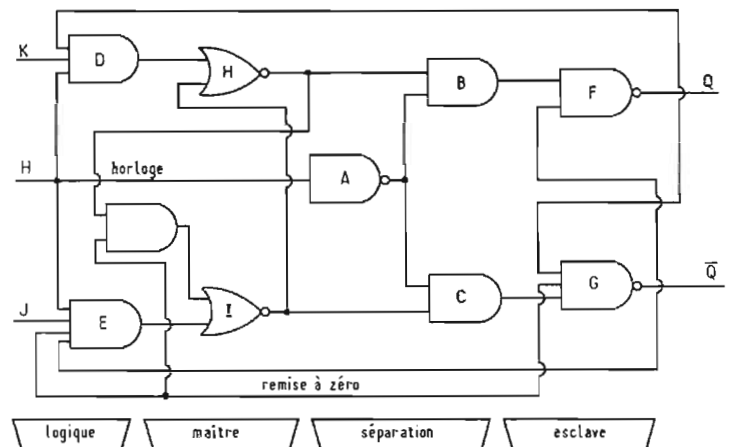 K
D
H
B
F
Q
H
horloge
A
J
E
I
C
G
Q̅
remise à zéro
logique
maître
séparation
esclave